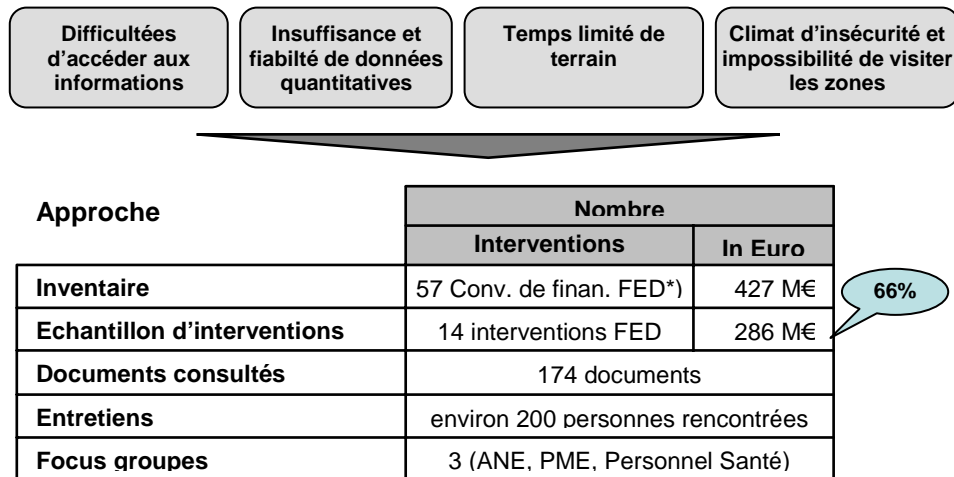 Difficultées
d'accéder aux
informations
Insuffisance et
fiabilté de données
quantitatives
Temps limité de
terrain
Climat d'insécurité et
impossibilité de visiter
les zones
Approche
Nombre
Interventions
In Euro
Inventaire
57 Conv. de finan. FED*)
427 M€
66%
Echantillon d'interventions
14 interventions FED
286 M€
Documents consultés
174 documents
Entretiens
environ 200 personnes rencontrées
Focus groupes
3 (ANE, PME, Personnel Santé)